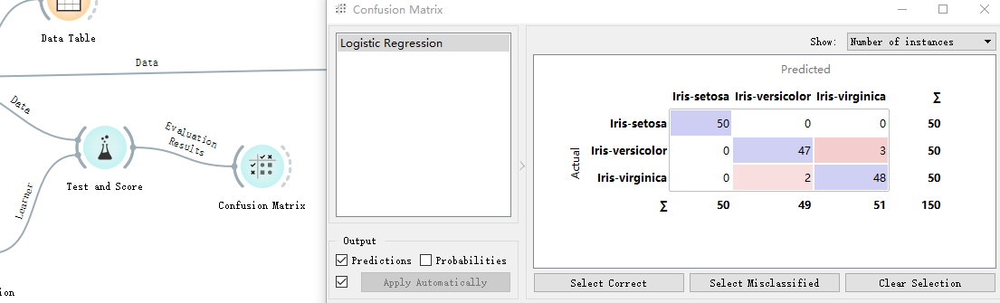 Data Table
Data
Data
Evaluation
Results
Test and Score
Confusion Matrix
Learner
ion
Confusion Matrix
Logistic Regression
Output
Predictions
Probabilities
Apply Automatically
Show: Number of instances
Predicted
Iris-setosa Iris-versicolor Iris-virginica ∑
Actual
Iris-setosa 50 0 0 50
Iris-versicolor 0 47 3 50
Iris-virginica 0 2 48 50
∑ 50 49 51 150
Select Correct
Select Misclassified
Clear Selection